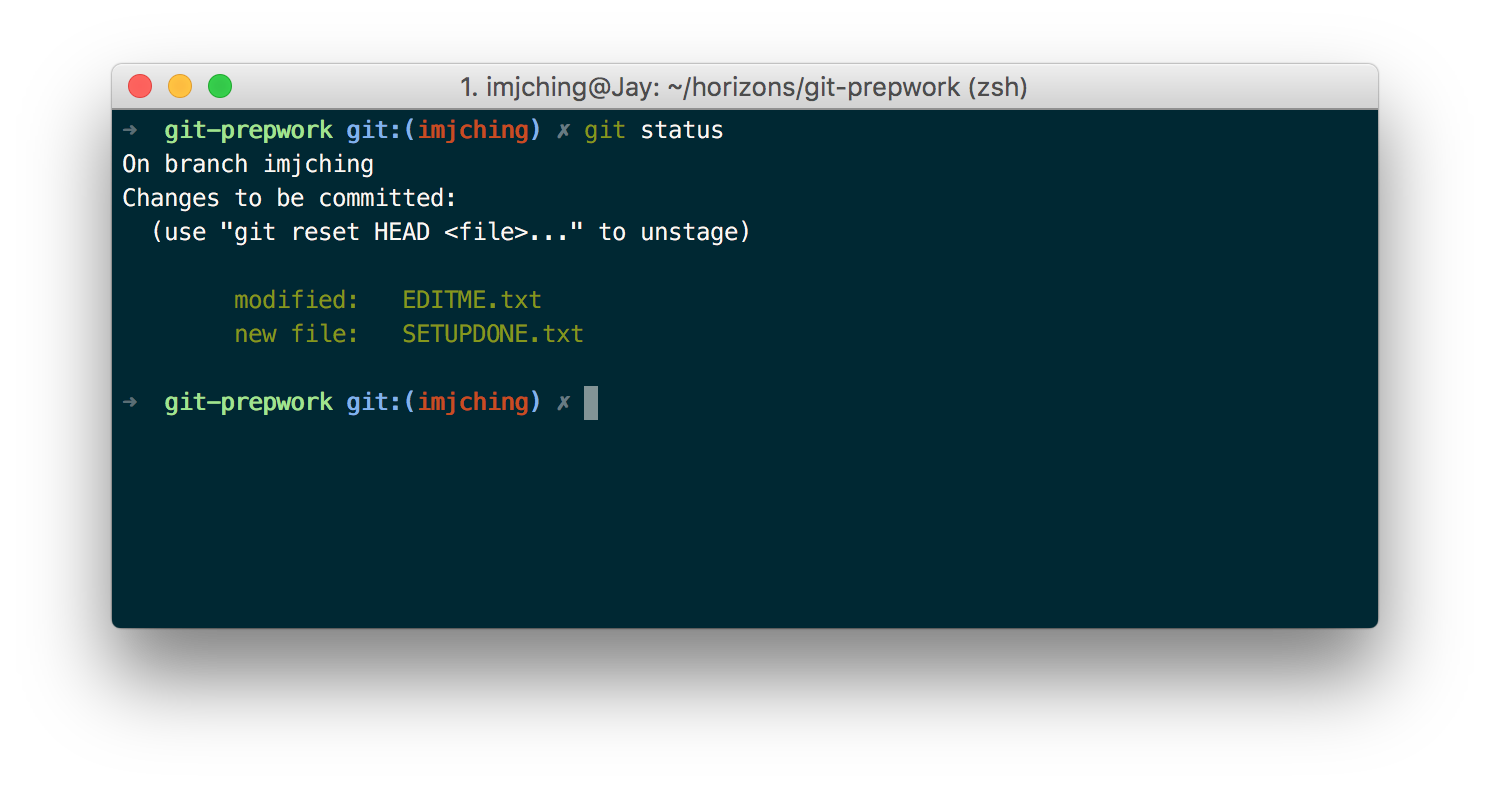 1. imjching@Jay: ~/horizons/git-prepwork (zsh)
➜  git-prepwork git:(imjching) ✗ git status
On branch imjching
Changes to be committed:
  (use "git reset HEAD <file>..." to unstage)
        modified:   EDITME.txt
        new file:   SETUPDONE.txt
➜  git-prepwork git:(imjching) ✗